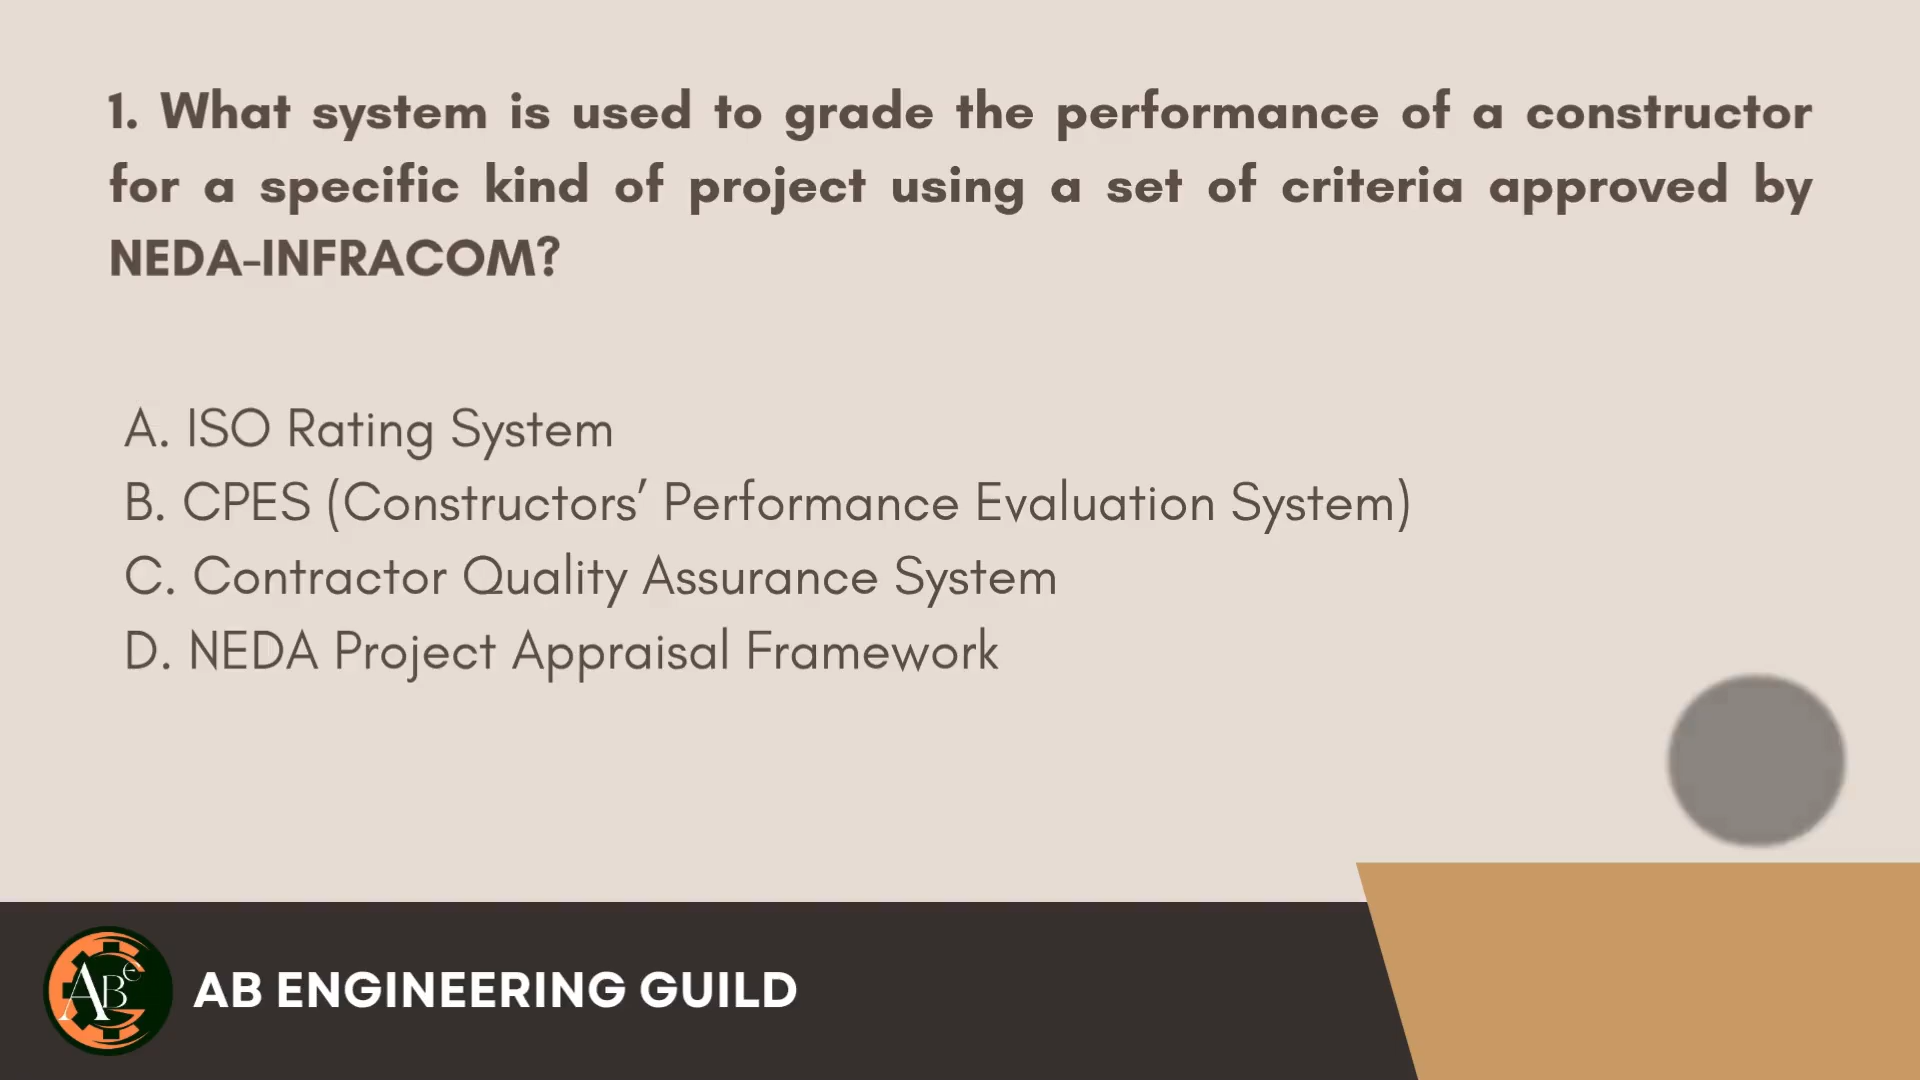 1. What system is used to grade the performance of a constructor
for a specific kind of project using a set of criteria approved by
NEDA-INFRACOM?
A. ISO Rating System
B. CPES (Constructors’ Performance Evaluation System)
C. Contractor Quality Assurance System
D. NEDA Project Appraisal Framework
ABe
AB ENGINEERING GUILD